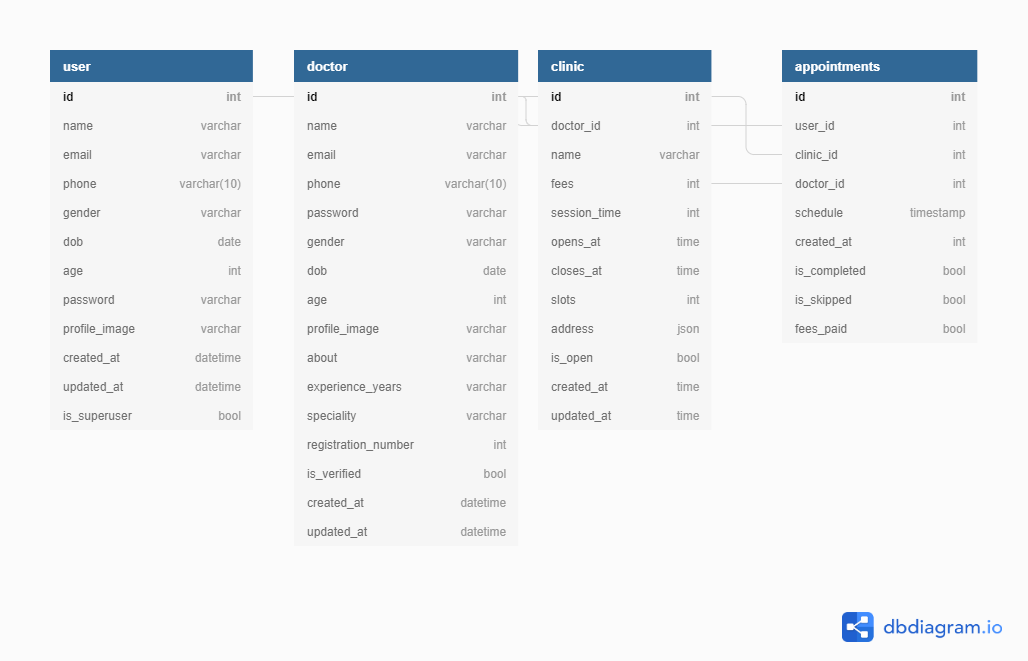 user
id int
name varchar
email varchar
phone varchar(10)
gender varchar
dob date
age int
password varchar
profile_image varchar
created_at datetime
updated_at datetime
is_superuser bool
doctor
id int
name varchar
email varchar
phone varchar(10)
password varchar
gender varchar
dob date
age int
profile_image varchar
about varchar
experience_years varchar
speciality varchar
registration_number int
is_verified bool
created_at datetime
updated_at datetime
clinic
id int
doctor_id int
name varchar
fees int
session_time int
opens_at time
closes_at time
slots int
address json
is_open bool
created_at time
updated_at time
appointments
id int
user_id int
clinic_id int
doctor_id int
schedule timestamp
created_at int
is_completed bool
is_skipped bool
fees_paid bool
dbdiagram.io